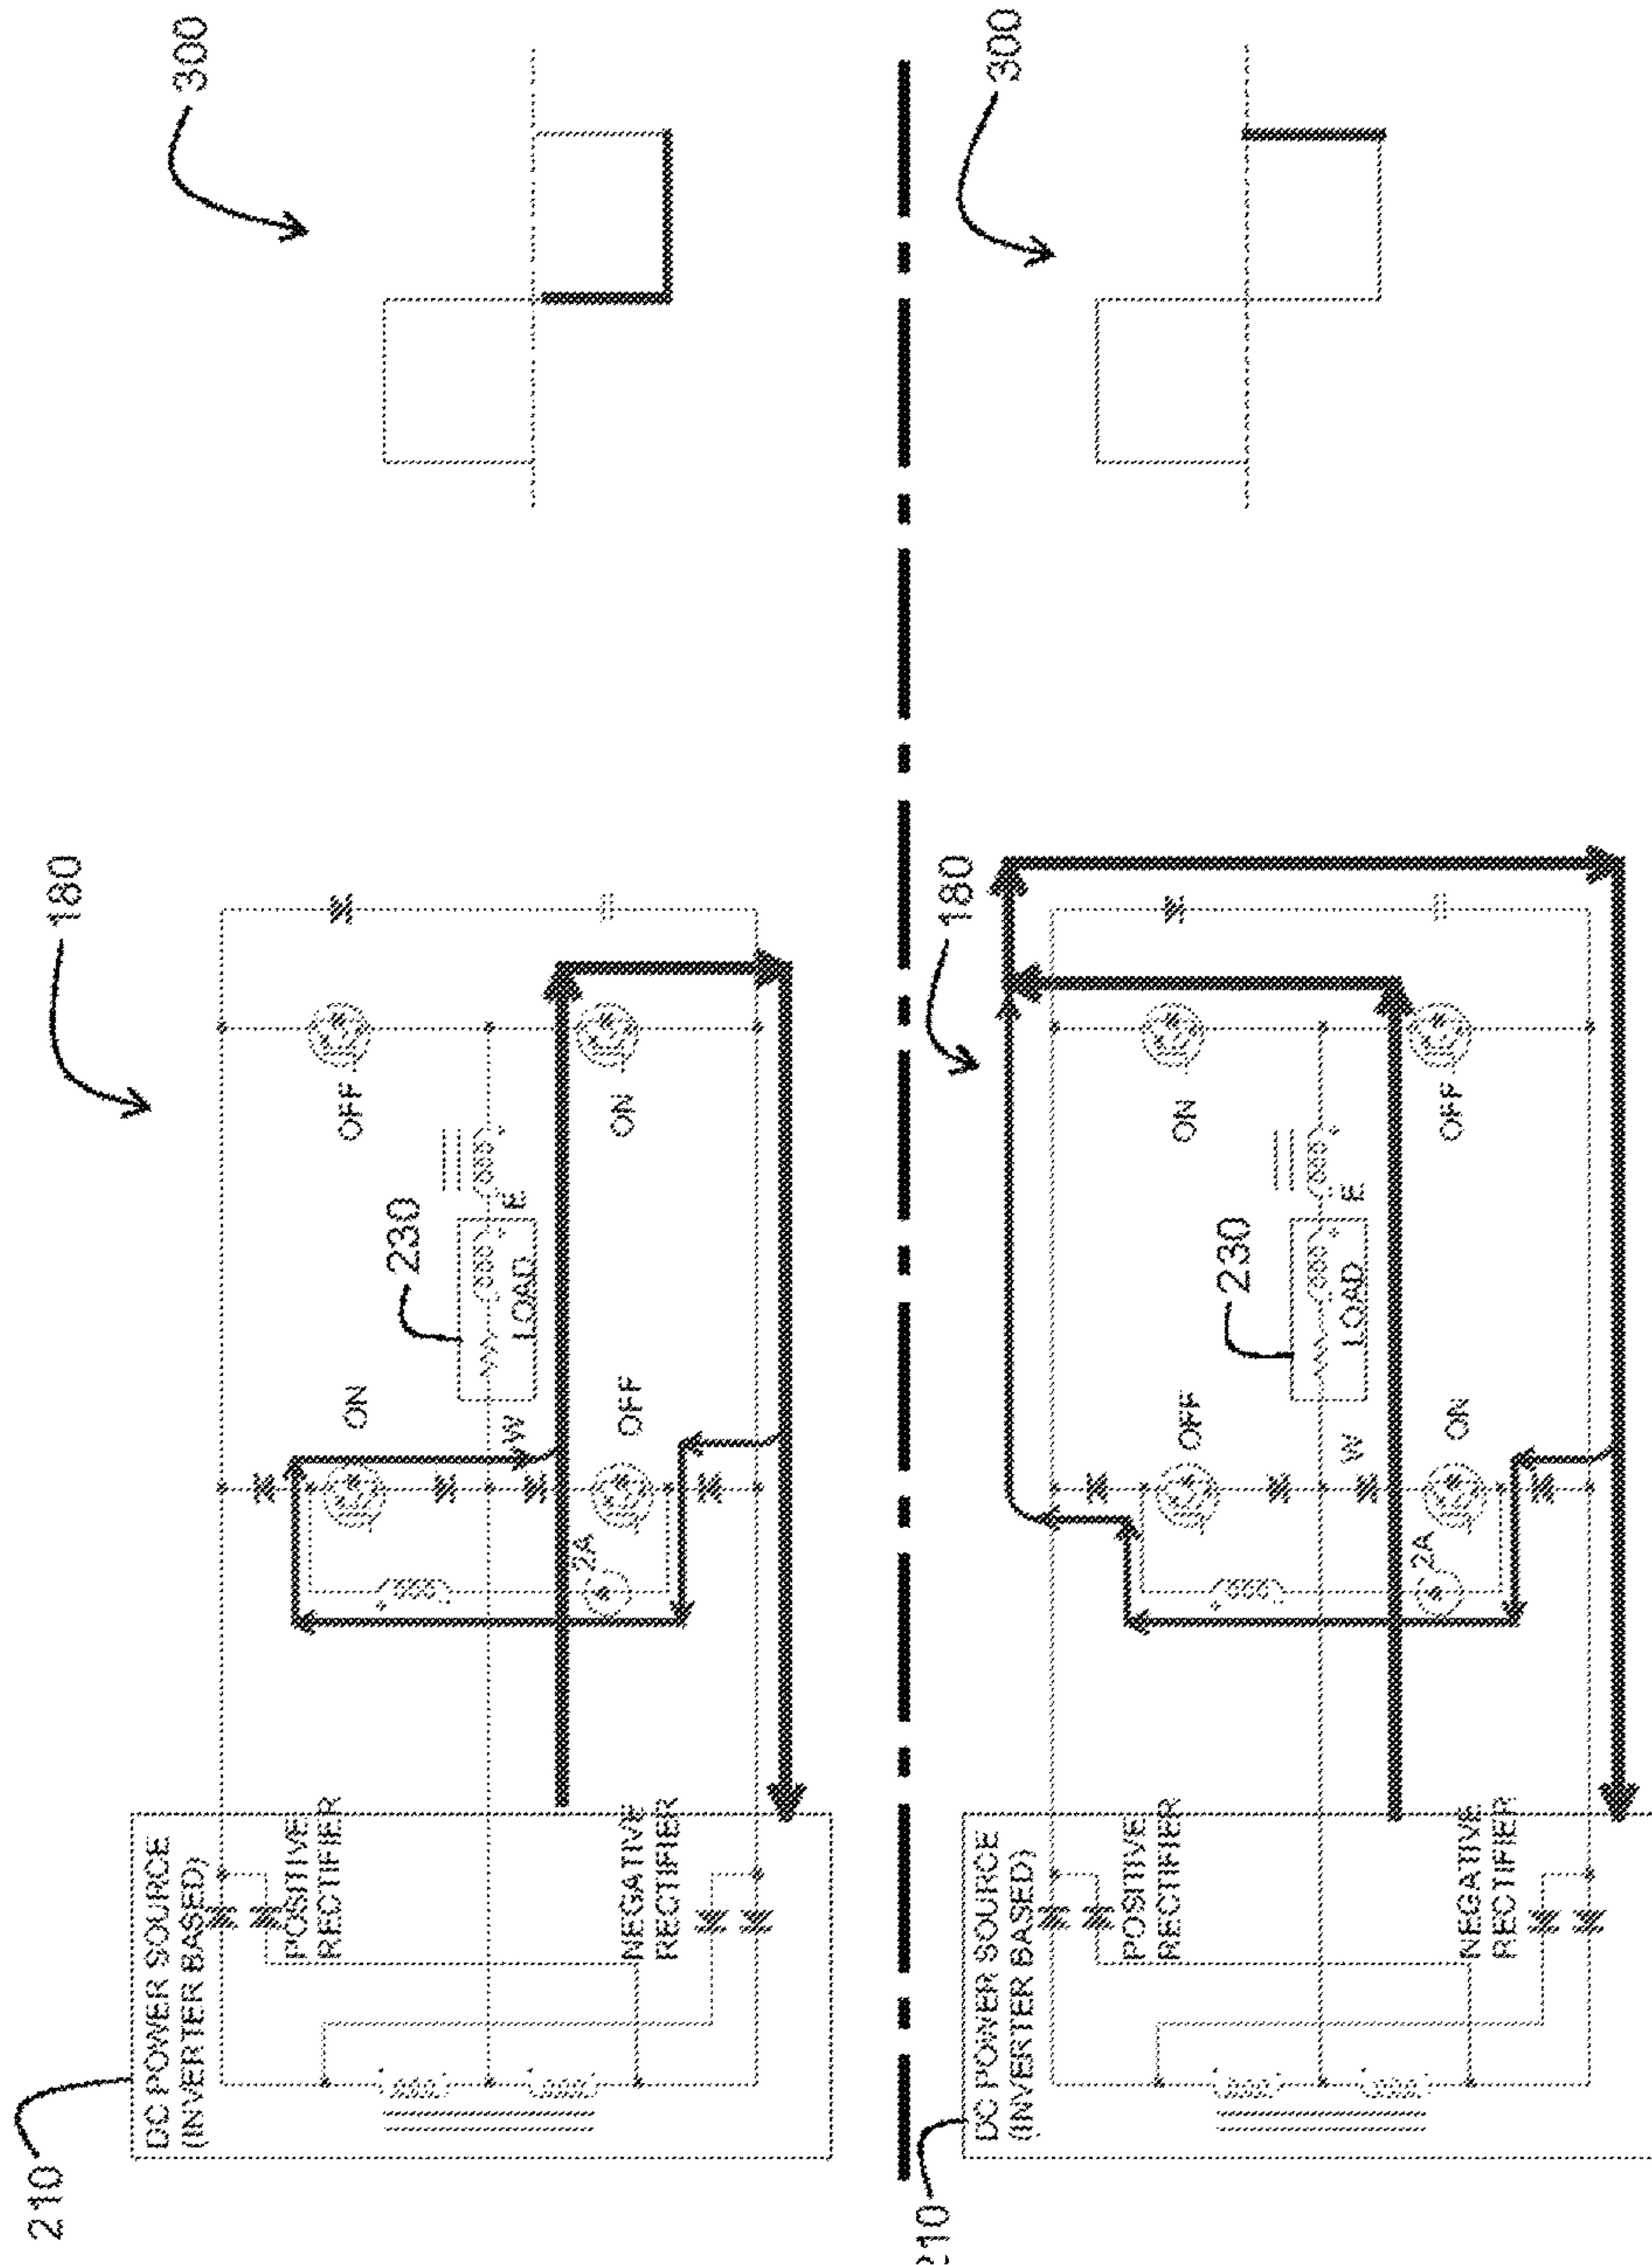 210
DC POWER SOURCE
(INVERTER BASED)
POSITIVE
RECTIFIER
NEGATIVE
RECTIFIER
ON
OFF
2A
W
230
LOAD
E
OFF
ON
180
300
210
DC POWER SOURCE
(INVERTER BASED)
POSITIVE
RECTIFIER
NEGATIVE
RECTIFIER
OFF
ON
2A
W
230
LOAD
E
ON
OFF
180
300